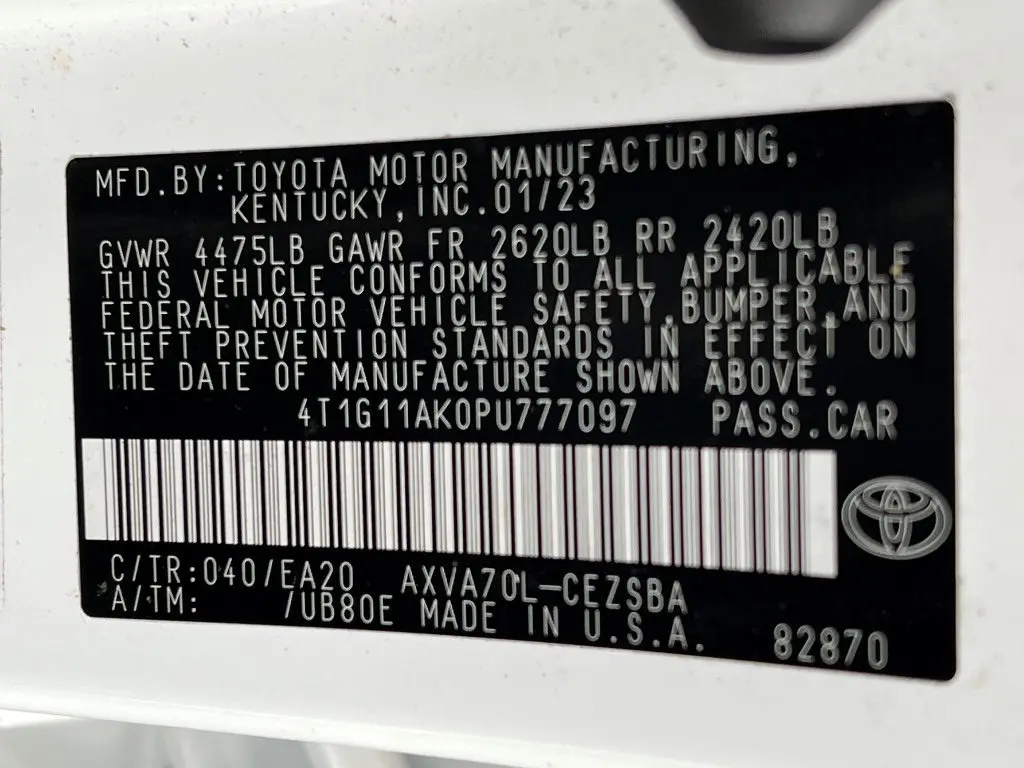 MFD.BY:TOYOTA MOTOR MANUFACTURING,
KENTUCKY,INC.01/23
GVWR 4475LB GAWR FR 2620LB RR 2420LB
THIS VEHICLE CONFORMS TO ALL APPLICABLE
FEDERAL MOTOR VEHICLE SAFETY,BUMPER,AND
THEFT PREVENTION STANDARDS IN EFFECT ON
THE DATE OF MANUFACTURE SHOWN ABOVE.
4T1G11AK0PU777097 PASS.CAR
C/TR:040/EA20 AXVA70L-CEZSBA
A/TM: /UB80E MADE IN U.S.A. 82870